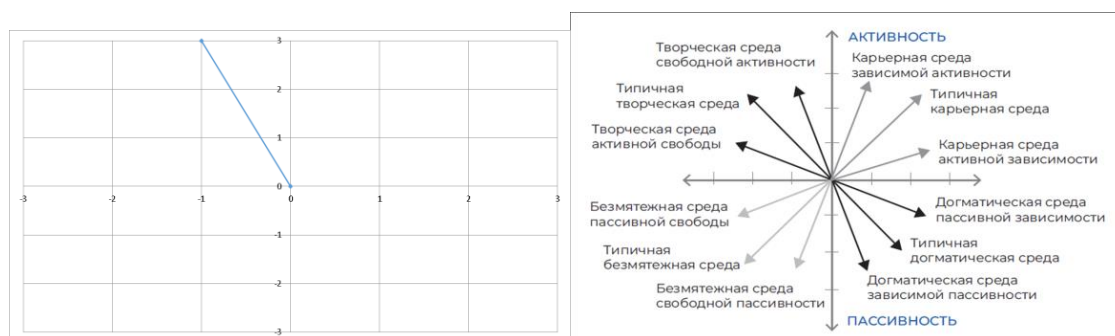 3
2
1
0
-3
-2
-1
0
1
2
3
-1
-2
-3
АКТИВНОСТЬ
Творческая среда
свободной активности
Карьерная среда
зависимой активности
Типичная
творческая среда
Типичная
карьерная среда
Творческая среда
активной свободы
Карьерная среда
активной зависимости
Безмятежная среда
пассивной свободы
Догматическая среда
пассивной зависимости
Типичная
безмятежная среда
Типичная
догматическая среда
Безмятежная среда
свободной пассивности
Догматическая среда
зависимой пассивности
ПАССИВНОСТЬ